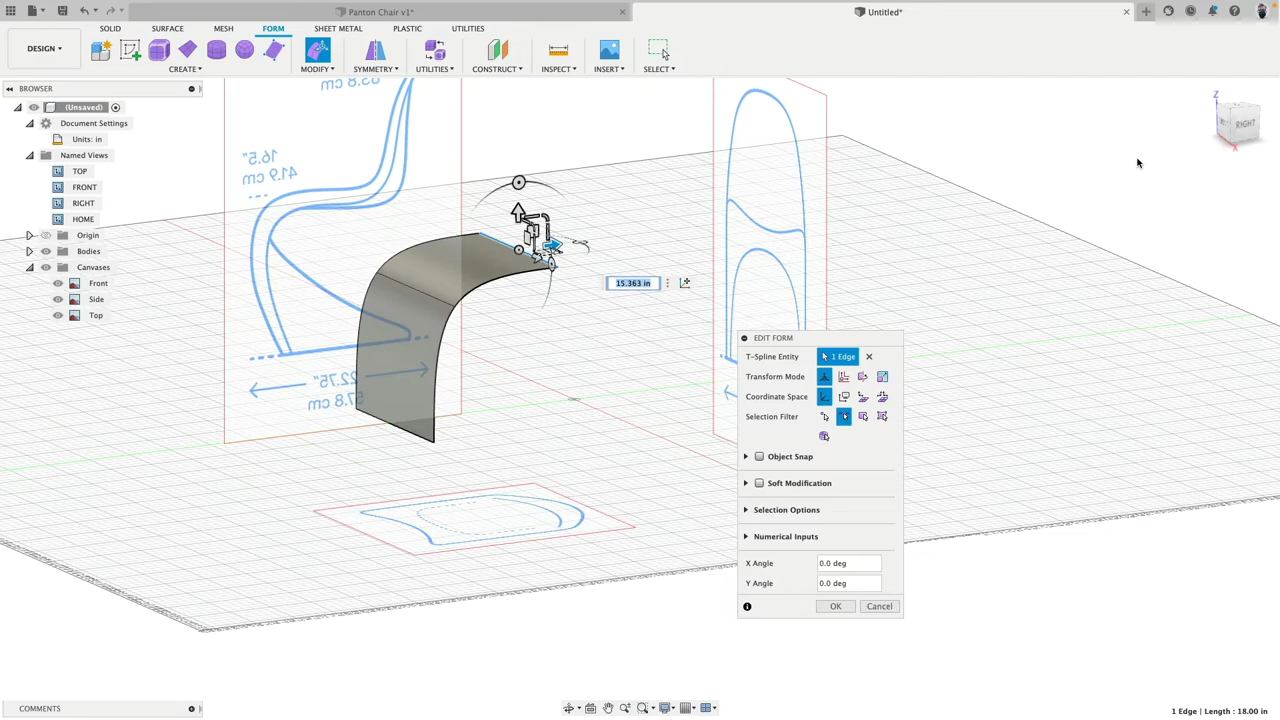 Panton Chair v1*
Untitled*
DESIGN
SOLID
SURFACE
MESH
FORM
SHEET METAL
PLASTIC
UTILITIES
CREATE
MODIFY
SYMMETRY
UTILITIES
CONSTRUCT
INSPECT
INSERT
SELECT
BROWSER
(Unsaved)
Document Settings
Units: in
Named Views
TOP
FRONT
RIGHT
HOME
Origin
Bodies
Canvases
Front
Side
Top
16.5"
41.9 cm
22.75"
57.8 cm
15.363 in
Z
RIGHT
X
EDIT FORM
T-Spline Entity
1 Edge
Transform Mode
Coordinate Space
Selection Filter
Object Snap
Soft Modification
Selection Options
Numerical Inputs
X Angle
0.0 deg
Y Angle
0.0 deg
OK
Cancel
COMMENTS
1 Edge | Length : 18.00 in